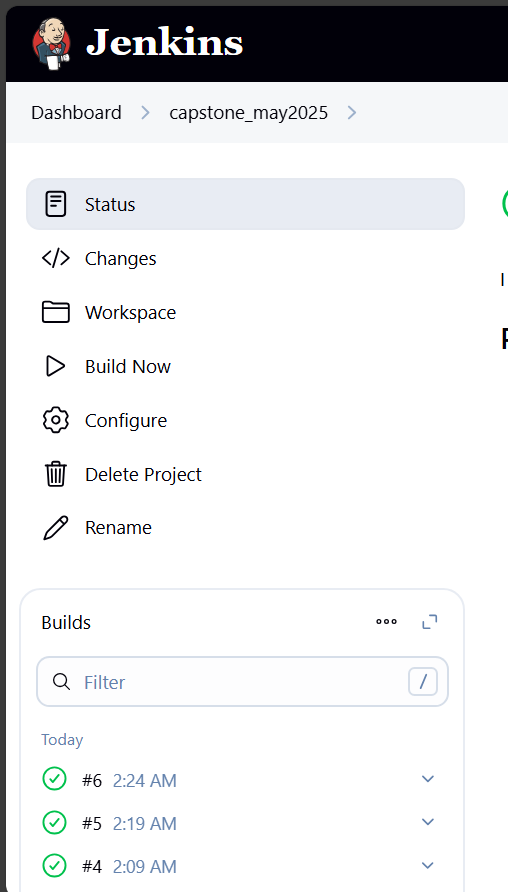 Jenkins
Dashboard > capstone_may2025 >
Status
Changes
Workspace
Build Now
Configure
Delete Project
Rename
Builds
Filter /
Today
#6 2:24 AM
#5 2:19 AM
#4 2:09 AM